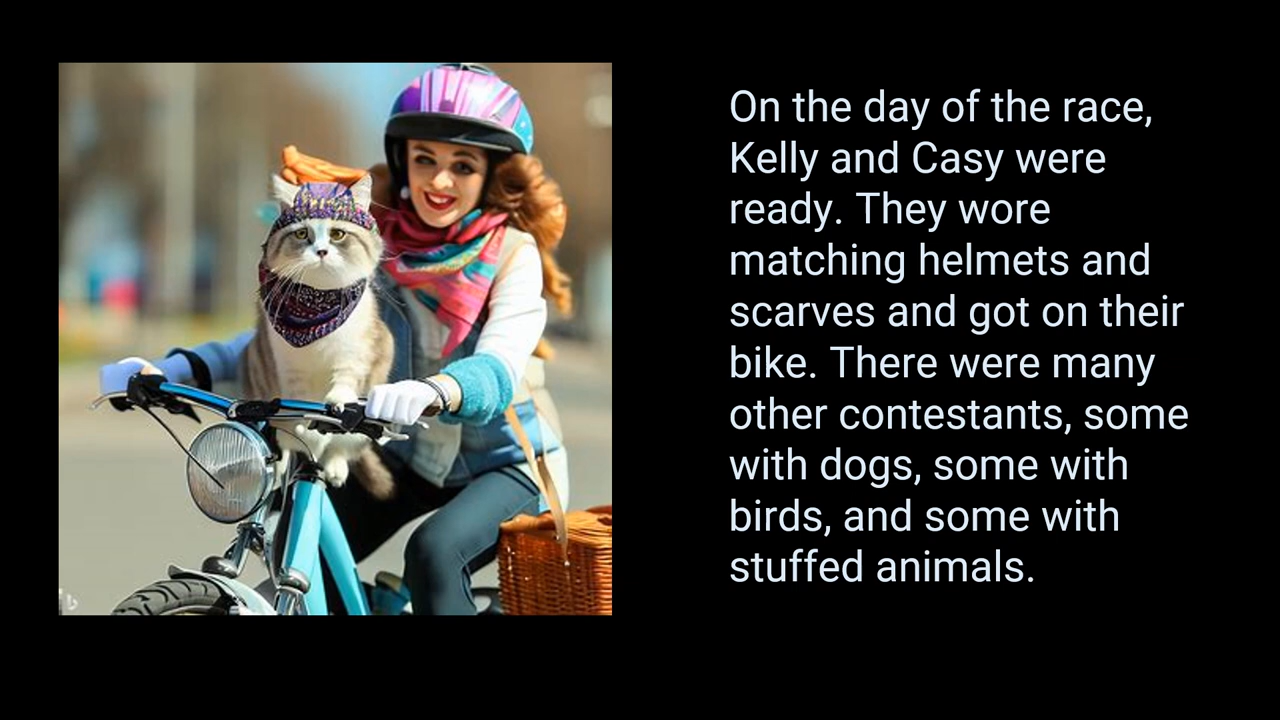 On the day of the race,
Kelly and Casy were
ready. They wore
matching helmets and
scarves and got on their
bike. There were many
other contestants, some
with dogs, some with
birds, and some with
stuffed animals.